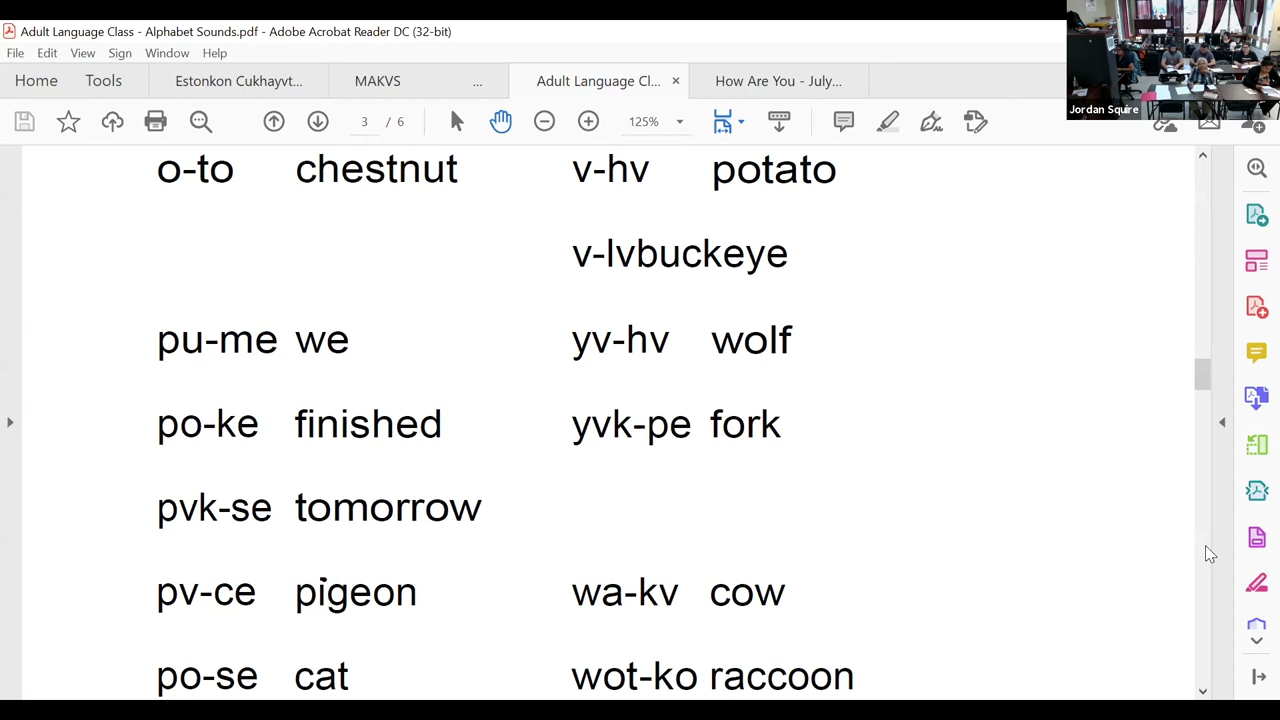 Adult Language Class - Alphabet Sounds.pdf - Adobe Acrobat Reader DC (32-bit)
File Edit View Sign Window Help
Home Tools Estonkon Cukhayvt... MAKVS ... Adult Language Cl... × How Are You - July...
3 / 6 125%
Jordan Squire
o-to chestnut v-hv potato
v-lvbuckeye
pu-me we yv-hv wolf
po-ke finished yvk-pe fork
pvk-se tomorrow
pv-ce pigeon wa-kv cow
po-se cat wot-ko raccoon